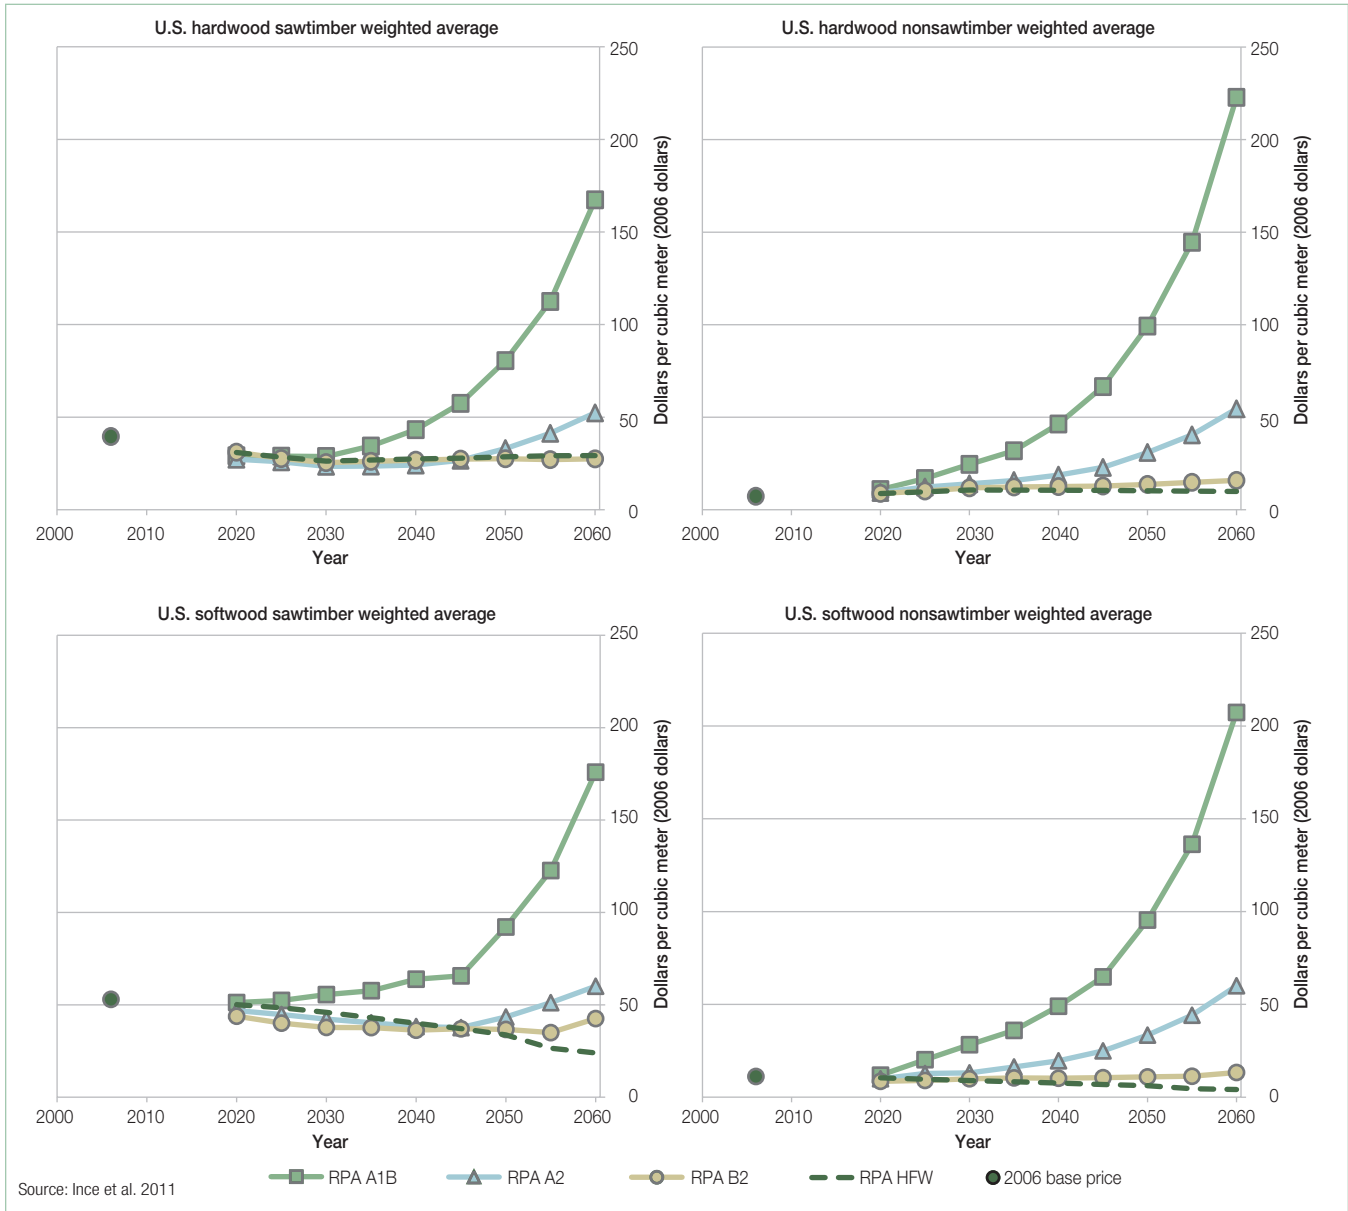 U.S. hardwood sawtimber weighted average
250
200
150
100
50
0
Dollars per cubic meter (2006 dollars)
2000 2010 2020 2030 2040 2050 2060
Year
U.S. hardwood nonsawtimber weighted average
250
200
150
100
50
0
Dollars per cubic meter (2006 dollars)
2000 2010 2020 2030 2040 2050 2060
Year
U.S. softwood sawtimber weighted average
250
200
150
100
50
0
Dollars per cubic meter (2006 dollars)
2000 2010 2020 2030 2040 2050 2060
Year
U.S. softwood nonsawtimber weighted average
250
200
150
100
50
0
Dollars per cubic meter (2006 dollars)
2000 2010 2020 2030 2040 2050 2060
Year
RPA A1B RPA A2 RPA B2 RPA HFW 2006 base price
Source: Ince et al. 2011